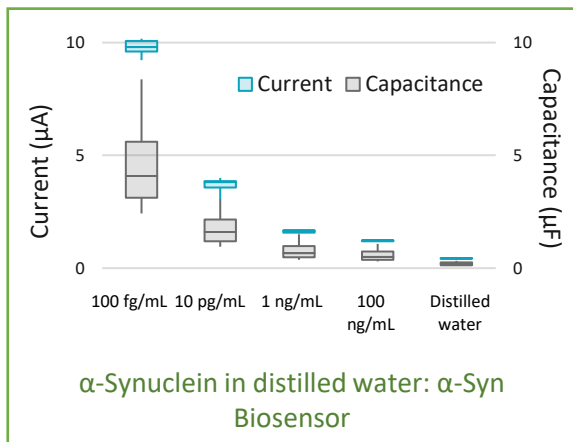 10
10
Current
Capacitance
Current (µA)
Capacitance (µF)
5
5
0
0
100 fg/mL
10 pg/mL
1 ng/mL
100 ng/mL
Distilled water
α-Synuclein in distilled water: α-Syn
Biosensor